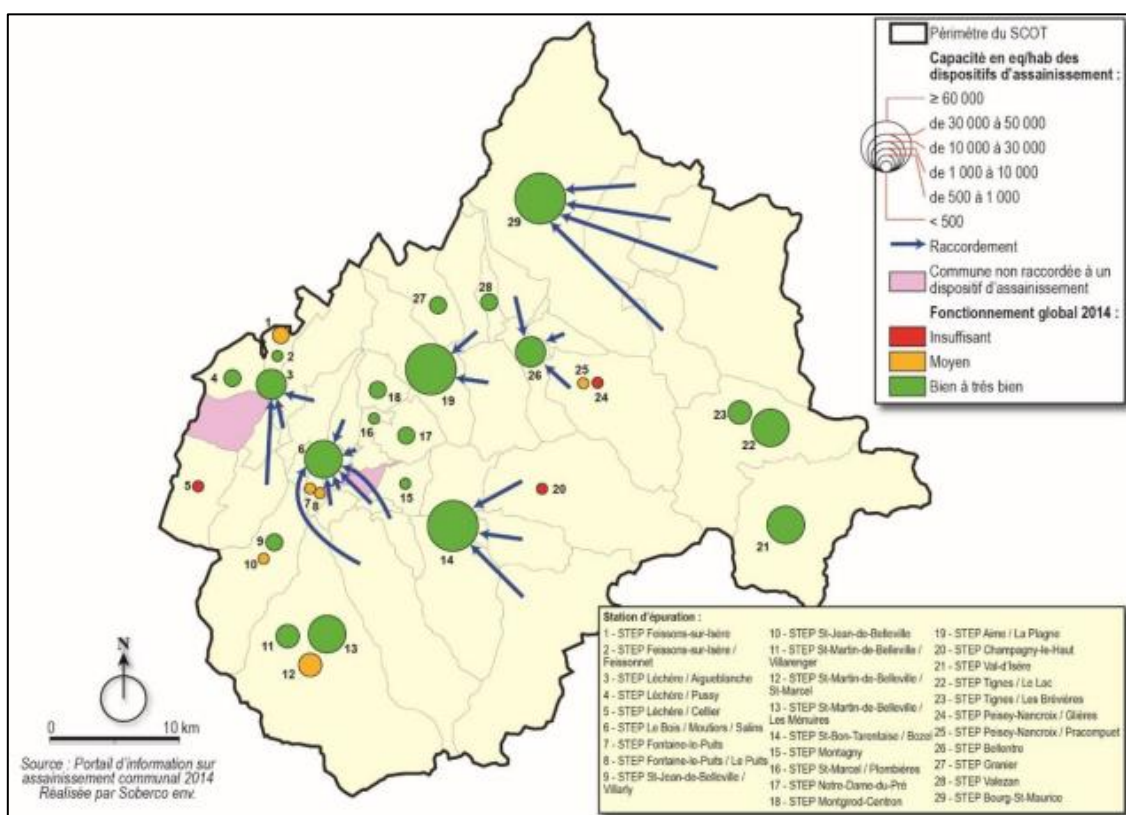 Périmètre du SCOT
Capacité en eq/hab des
dispositifs d'assainissement :
≥ 60 000
de 30 000 à 50 000
de 10 000 à 30 000
de 1 000 à 10 000
de 500 à 1 000
< 500
Raccordement
Commune non raccordée à un
dispositif d'assainissement
Fonctionnement global 2014 :
Insuffisant
Moyen
Bien à très bien
29
28
27
1
2
3
4
26
25
24
19
18
23
22
16
17
6
5
7
8
15
20
14
21
9
10
11
13
12
N
0
10 km
Source : Portail d'information sur
assainissement communal 2014
Réalisée par Soberco env.
Station d'épuration :
1 - STEP Feissons-sur-Isère
2 - STEP Feissons-sur-Isère /
Feissonnet
3 - STEP Léchère / Aigueblanche
4 - STEP Léchère / Pussy
5 - STEP Léchère / Cellier
6 - STEP Le Bois / Moutiers / Salins
7 - STEP Fontaine-le-Puits
8 - STEP Fontaine-le-Puits / Le Puits
9 - STEP St-Jean-de-Belleville /
Villarly
10 - STEP St-Jean-de-Belleville
11 - STEP St-Martin-de-Belleville /
Villarenger
12 - STEP St-Martin-de-Belleville /
St-Marcel
13 - STEP St-Martin-de-Belleville /
Les Ménuires
14 - STEP St-Bon-Tarentaise / Bozel
15 - STEP Montagny
16 - STEP St-Marcel / Plombières
17 - STEP Notre-Dame-du-Pré
18 - STEP Montgirod-Centron
19 - STEP Aime / La Plagne
20 - STEP Champagny-le-Haut
21 - STEP Val-d'Isère
22 - STEP Tignes / Le Lac
23 - STEP Tignes / Les Brévières
24 - STEP Peisey-Nancroix / Glières
25 - STEP Peisey-Nancroix / Pracompuet
26 - STEP Bellentre
27 - STEP Granier
28 - STEP Valezan
29 - STEP Bourg-St-Maurice